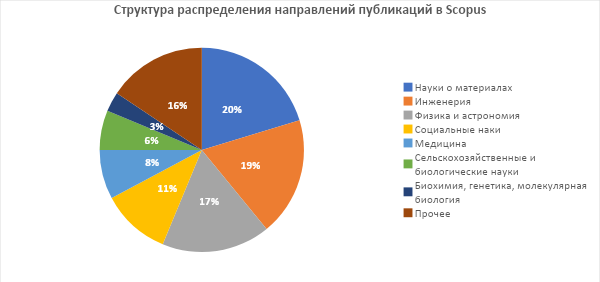 Структура распределения направлений публикаций в Scopus
20%
19%
17%
11%
8%
6%
3%
16%
Науки о материалах
Инженерия
Физика и астрономия
Социальные наки
Медицина
Сельскохозяйственные и
биологические науки
Биохимия, генетика, молекулярная
биология
Прочее